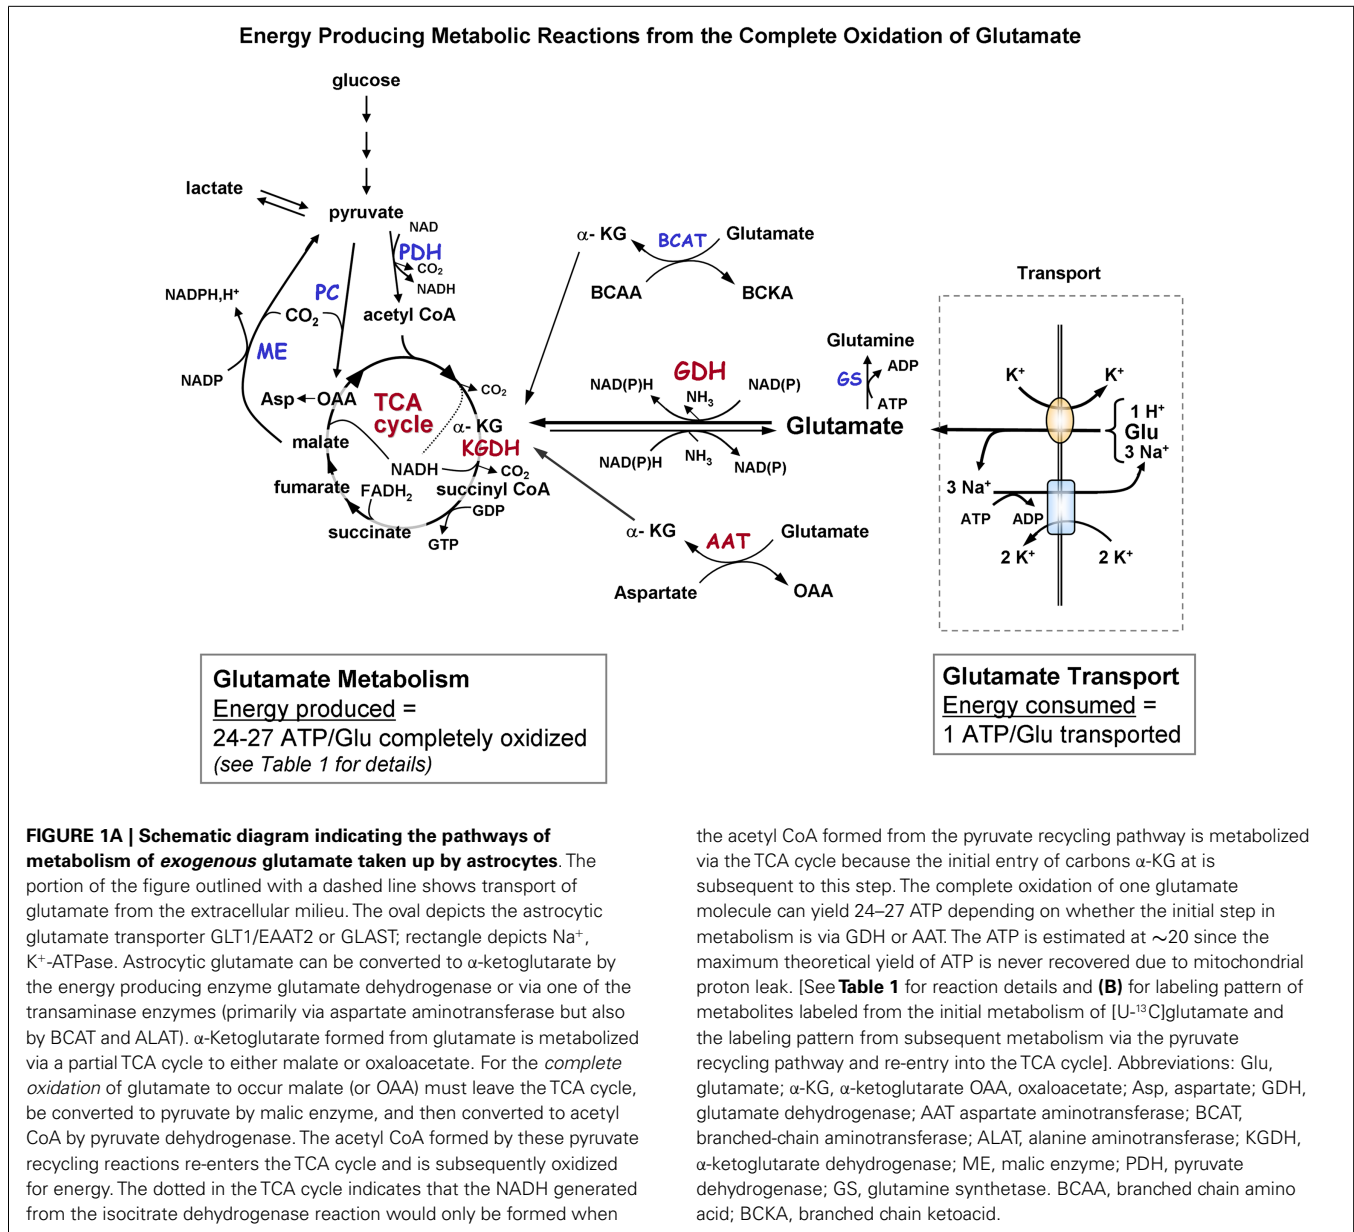 Energy Producing Metabolic Reactions from the Complete Oxidation of Glutamate
glucose
lactate
pyruvate
NAD
PDH
CO₂
NADH
acetyl CoA
NADPH,H⁺
PC
CO₂
ME
NADP
Asp
OAA
TCA
cycle
CO₂
α- KG
KGDH
malate
NADH
CO₂
fumarate
FADH₂
succinyl CoA
GDP
succinate
GTP
α- KG
BCAT
Glutamate
BCAA
BCKA
GDH
NAD(P)H
NH₃
NAD(P)
NAD(P)H
NH₃
NAD(P)
Glutamine
GS
ADP
ATP
Glutamate
α- KG
AAT
Glutamate
Aspartate
OAA
Transport
K⁺
K⁺
1 H⁺
Glu
3 Na⁺
3 Na⁺
ATP
ADP
2 K⁺
2 K⁺
Glutamate Metabolism
Energy produced =
24-27 ATP/Glu completely oxidized
(see Table 1 for details)
Glutamate Transport
Energy consumed =
1 ATP/Glu transported
FIGURE 1A | Schematic diagram indicating the pathways of
metabolism of exogenous glutamate taken up by astrocytes. The
portion of the figure outlined with a dashed line shows transport of
glutamate from the extracellular milieu. The oval depicts the astrocytic
glutamate transporter GLT1/EAAT2 or GLAST; rectangle depicts Na⁺,
K⁺-ATPase. Astrocytic glutamate can be converted to α-ketoglutarate by
the energy producing enzyme glutamate dehydrogenase or via one of the
transaminase enzymes (primarily via aspartate aminotransferase but also
by BCAT and ALAT). α-Ketoglutarate formed from glutamate is metabolized
via a partial TCA cycle to either malate or oxaloacetate. For the complete
oxidation of glutamate to occur malate (or OAA) must leave the TCA cycle,
be converted to pyruvate by malic enzyme, and then converted to acetyl
CoA by pyruvate dehydrogenase. The acetyl CoA formed by these pyruvate
recycling reactions re-enters the TCA cycle and is subsequently oxidized
for energy. The dotted in the TCA cycle indicates that the NADH generated
from the isocitrate dehydrogenase reaction would only be formed when
the acetyl CoA formed from the pyruvate recycling pathway is metabolized
via the TCA cycle because the initial entry of carbons α-KG at is
subsequent to this step. The complete oxidation of one glutamate
molecule can yield 24–27 ATP depending on whether the initial step in
metabolism is via GDH or AAT. The ATP is estimated at ∼20 since the
maximum theoretical yield of ATP is never recovered due to mitochondrial
proton leak. [See Table 1 for reaction details and (B) for labeling pattern of
metabolites labeled from the initial metabolism of [U-¹³C]glutamate and
the labeling pattern from subsequent metabolism via the pyruvate
recycling pathway and re-entry into the TCA cycle]. Abbreviations: Glu,
glutamate; α-KG, α-ketoglutarate OAA, oxaloacetate; Asp, aspartate; GDH,
glutamate dehydrogenase; AAT aspartate aminotransferase; BCAT,
branched-chain aminotransferase; ALAT, alanine aminotransferase; KGDH,
α-ketoglutarate dehydrogenase; ME, malic enzyme; PDH, pyruvate
dehydrogenase; GS, glutamine synthetase. BCAA, branched chain amino
acid; BCKA, branched chain ketoacid.